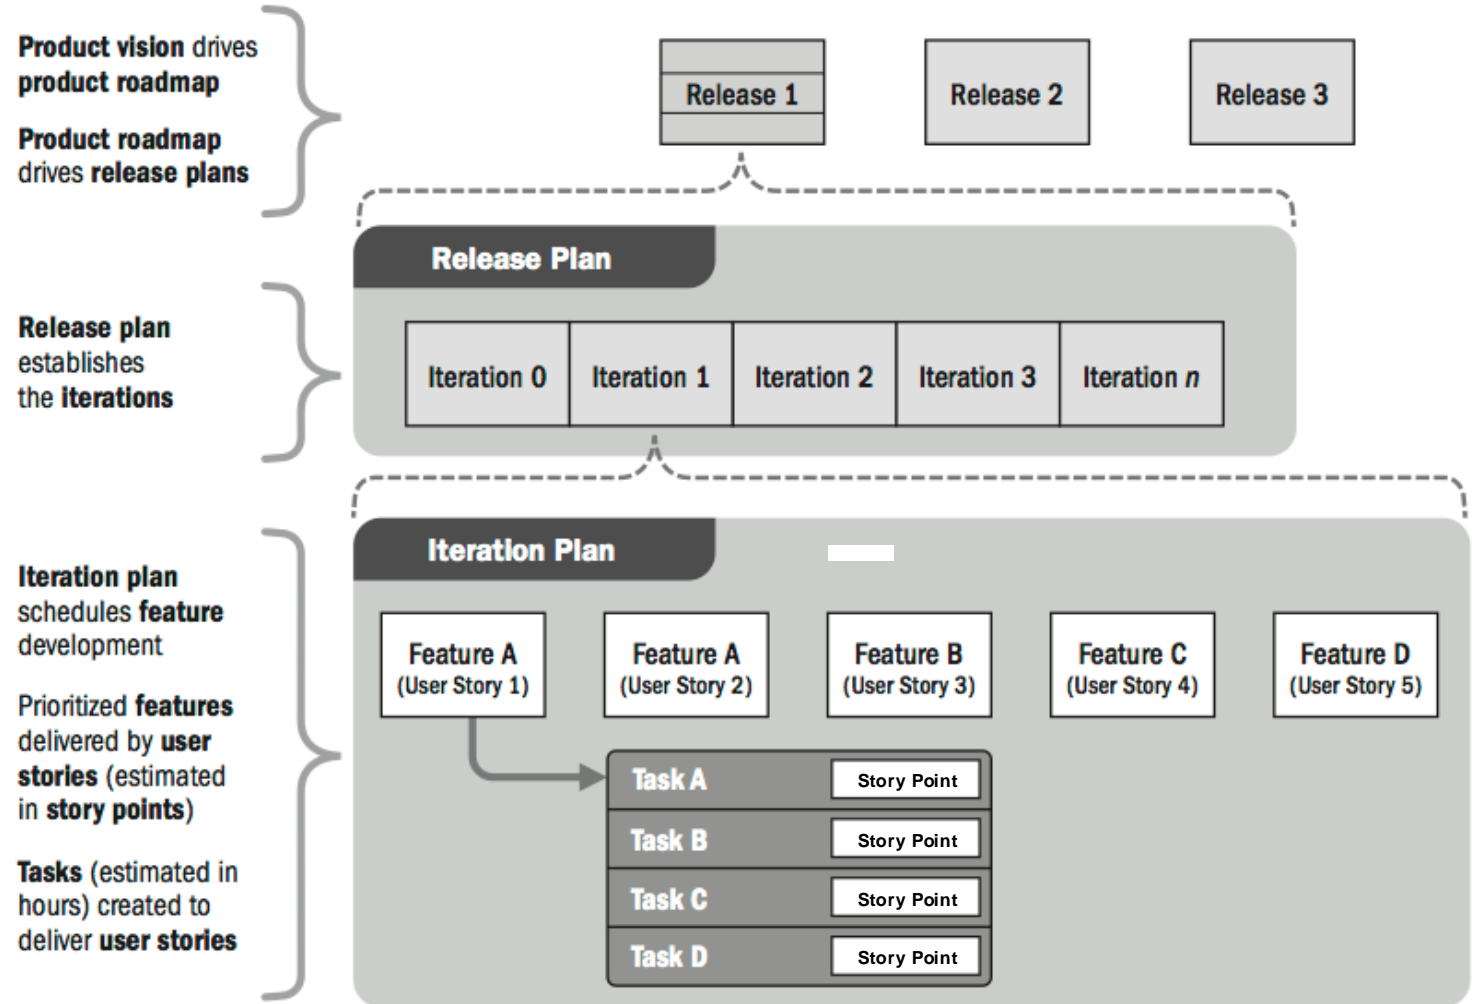 Product vision drives
product roadmap
Product roadmap
drives release plans
Release 1
Release 2
Release 3
Release Plan
Release plan
establishes
the iterations
Iteration 0
Iteration 1
Iteration 2
Iteration 3
Iteration n
Iteration Plan
Iteration plan
schedules feature
development
Prioritized features
delivered by user
stories (estimated
in story points)
Tasks (estimated in
hours) created to
deliver user stories
Feature A
(User Story 1)
Feature A
(User Story 2)
Feature B
(User Story 3)
Feature C
(User Story 4)
Feature D
(User Story 5)
Task A
Story Point
Task B
Story Point
Task C
Story Point
Task D
Story Point